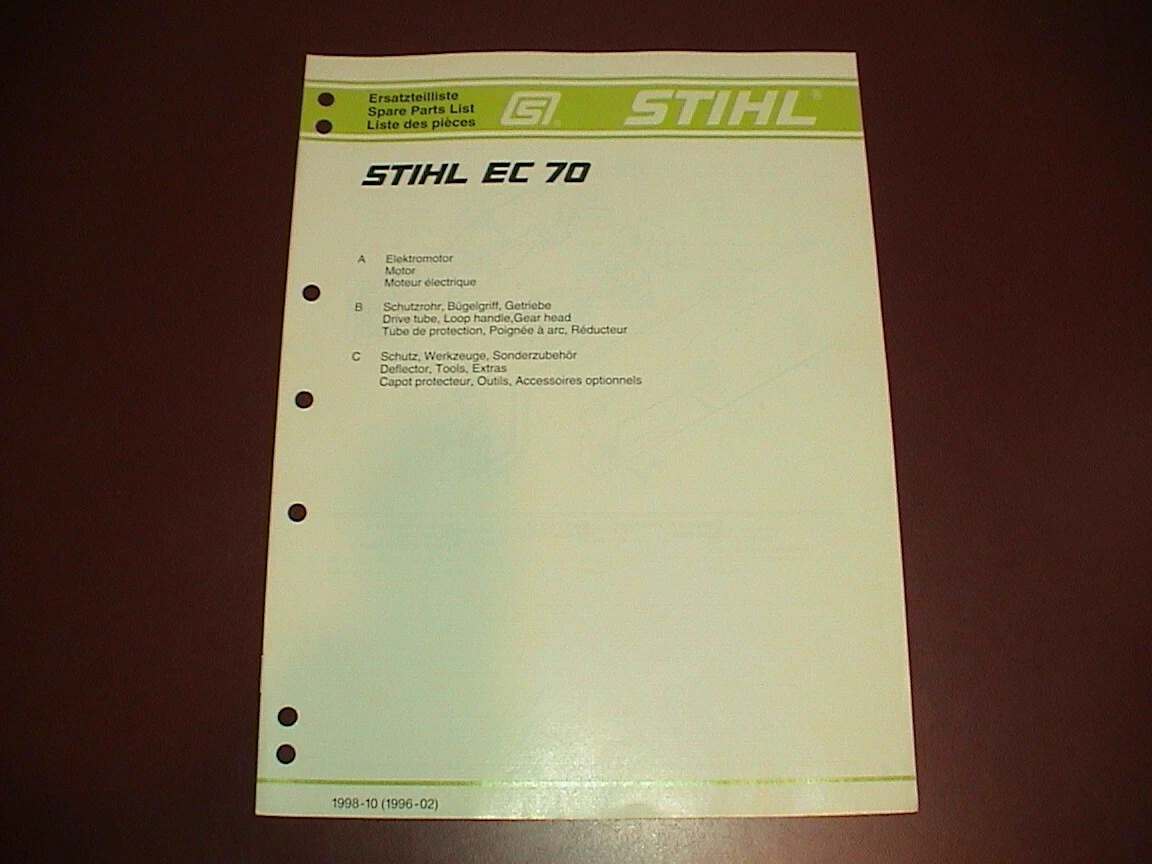 Ersatzteilliste
Spare Parts List
Liste des pièces
STIHL®
STIHL EC 70
A Elektromotor
Motor
Moteur électrique
B Schutzrohr, Bügelgriff, Getriebe
Drive tube, Loop handle,Gear head
Tube de protection, Poignée à arc, Réducteur
C Schutz, Werkzeuge, Sonderzubehör
Deflector, Tools, Extras
Capot protecteur, Outils, Accessoires optionnels
1998-10 (1996-02)